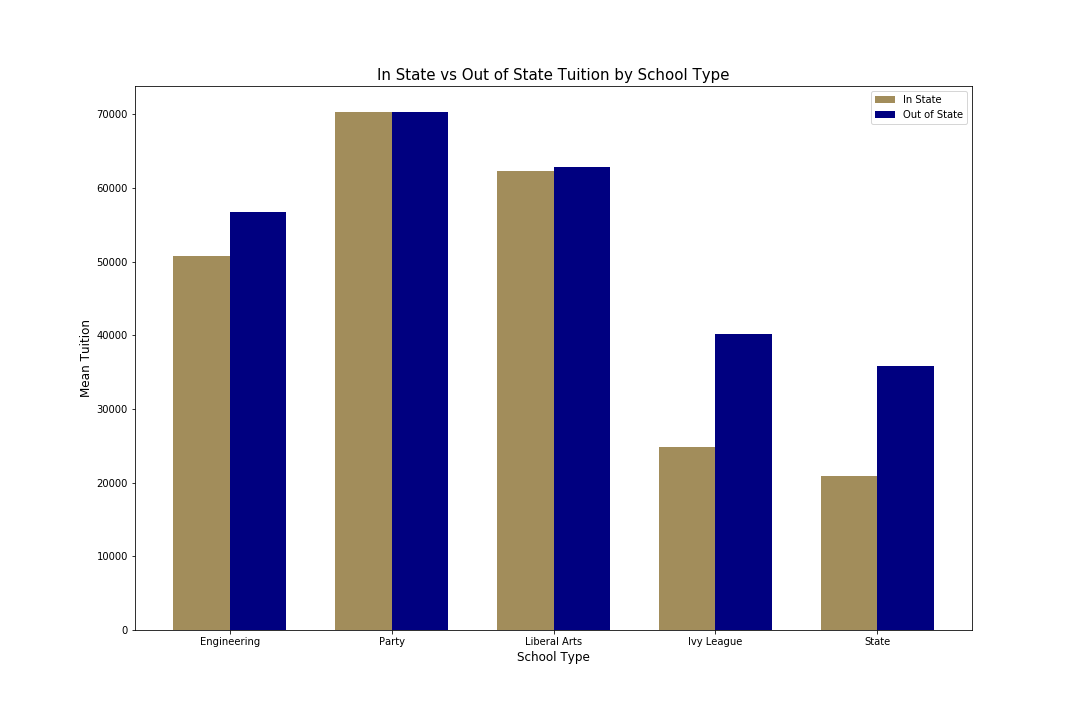 In State vs Out of State Tuition by School Type
In State
Out of State
70000
60000
50000
40000
30000
20000
10000
0
Mean Tuition
Engineering
Party
Liberal Arts
Ivy League
State
School Type